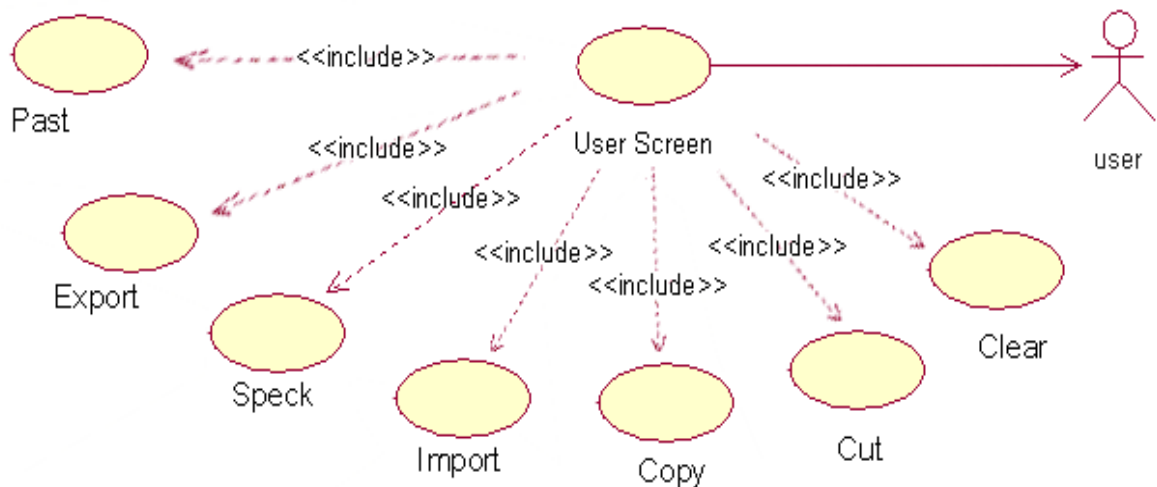 <<include>>
Past
User Screen
user
<<include>>
<<include>>
<<include>>
Export
<<include>>
<<include>>
<<include>>
Speck
Clear
Import
Copy
Cut